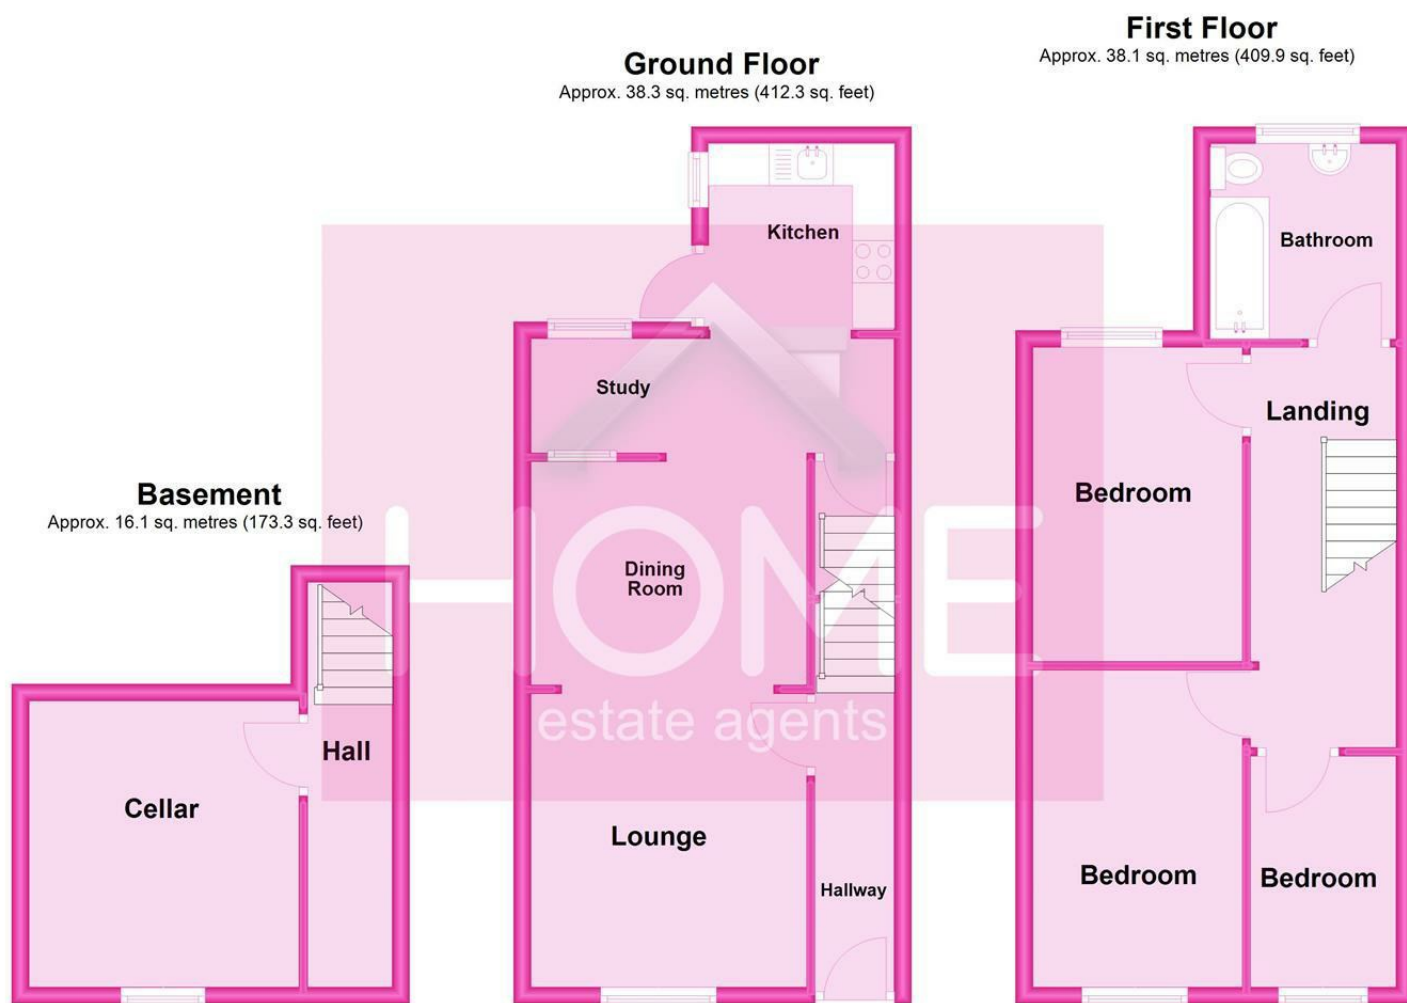 First Floor
Approx. 38.1 sq. metres (409.9 sq. feet)
Ground Floor
Approx. 38.3 sq. metres (412.3 sq. feet)
Kitchen
Bathroom
Study
Landing
Basement
Approx. 16.1 sq. metres (173.3 sq. feet)
Bedroom
HOME
Dining
Room
estate agents
Hall
Cellar
Lounge
Hallway
Bedroom
Bedroom